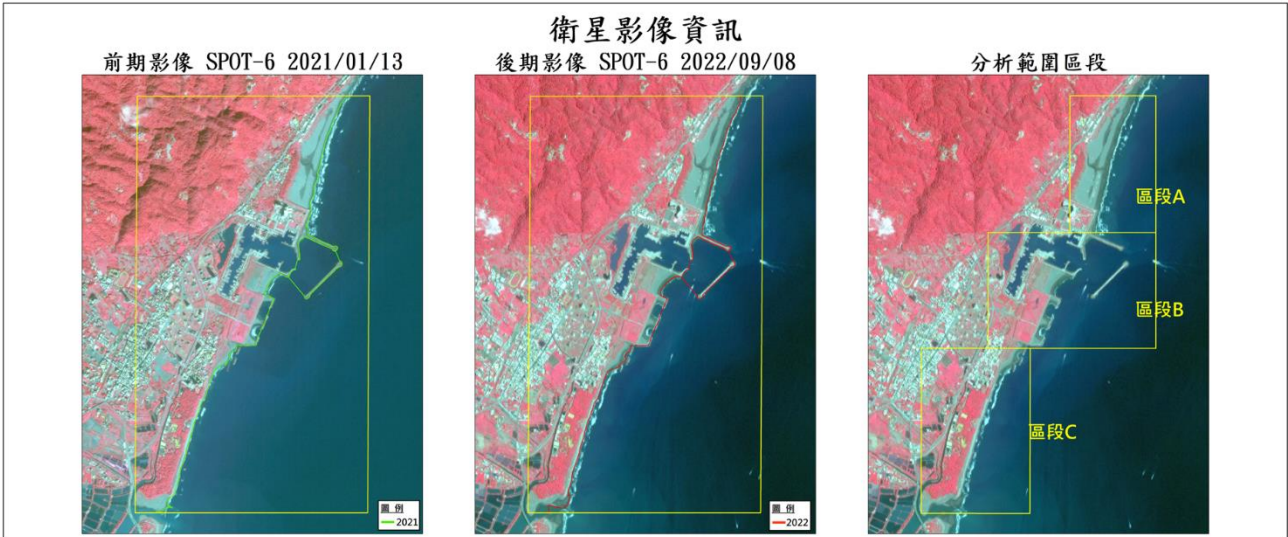 衛星影像資訊
前期影像 SPOT-6 2021/01/13
後期影像 SPOT-6 2022/09/08
分析範圍區段
圖 例
2021
圖 例
2022
區段A
區段B
區段C